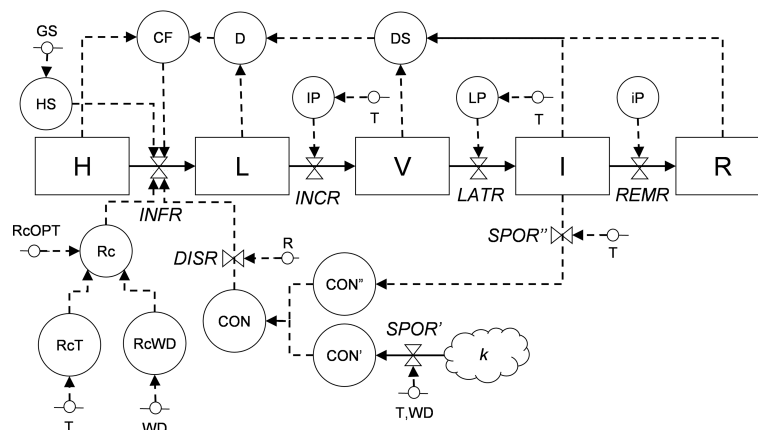 GS
CF
D
DS
HS
IP
T
LP
T
iP
H
L
V
I
R
INFR
INCR
LATR
REMR
RcOPT
Rc
DISR
R
SPOR''
T
CON''
CON
SPOR'
RcT
RcWD
CON'
k
T
WD
T,WD